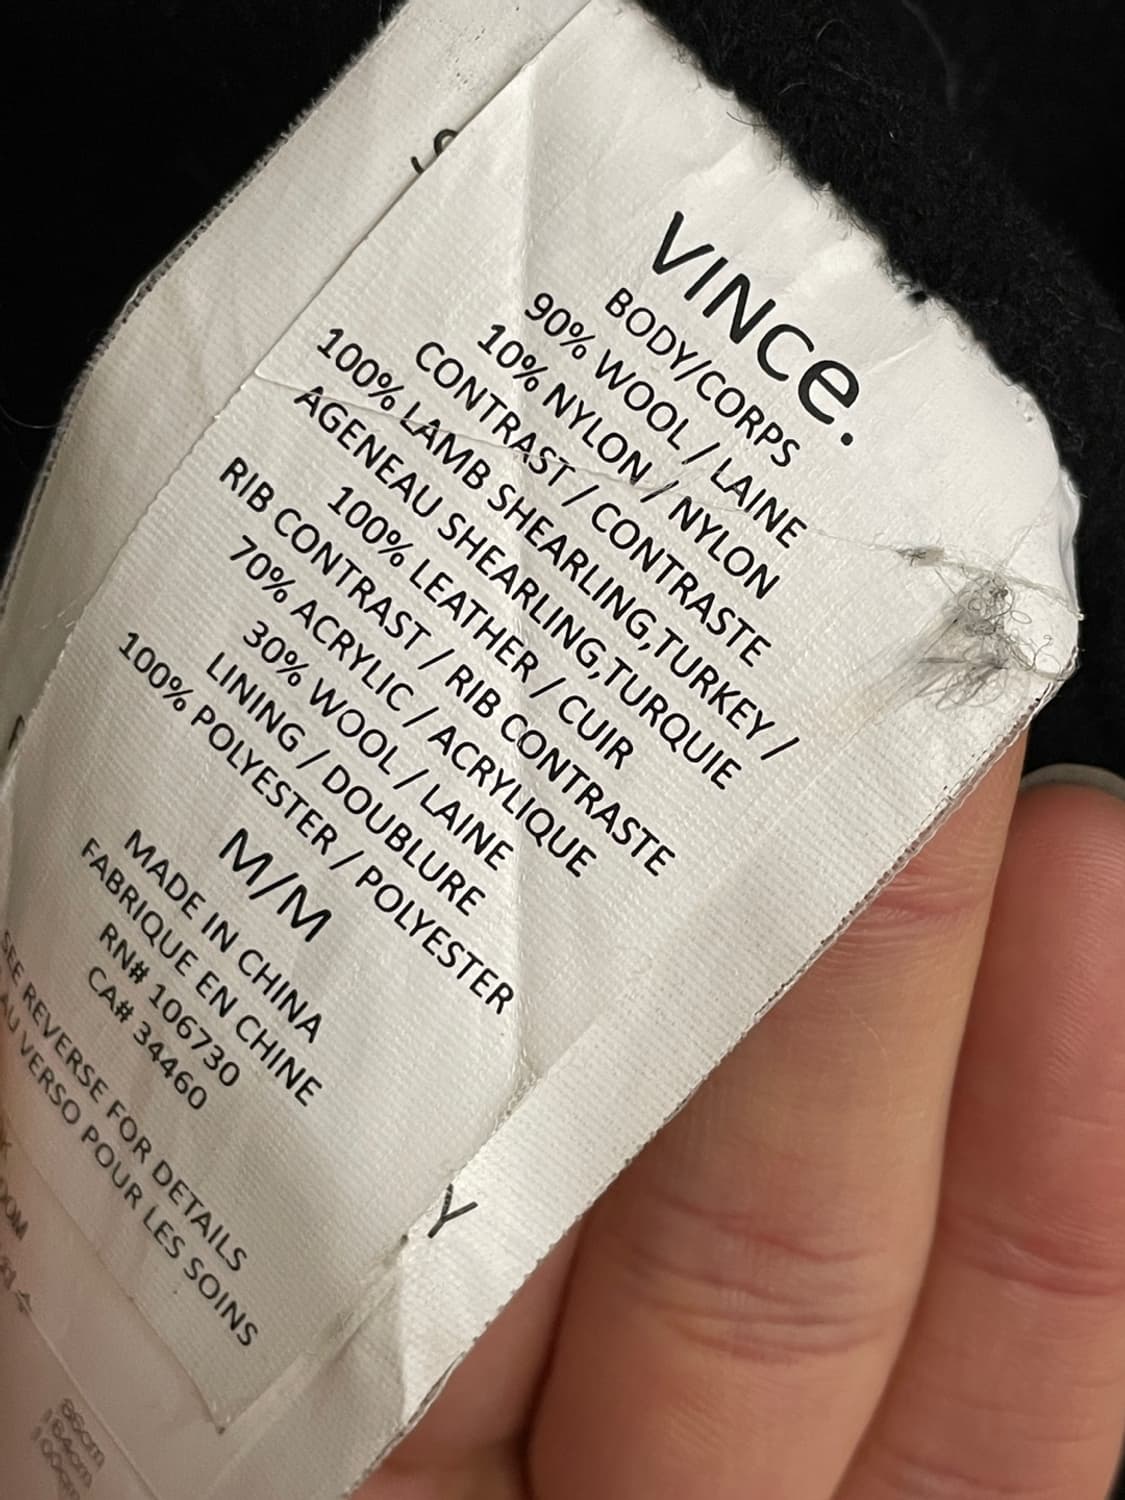 VINCE.
BODY/CORPS
90% WOOL / LAINE
10% NYLON / NYLON
CONTRAST / CONTRASTE
100% LAMB SHEARLING,TURKEY /
AGENEAU SHEARLING,TURQUIE
100% LEATHER / CUIR
RIB CONTRAST / RIB CONTRASTE
70% ACRYLIC / ACRYLIQUE
30% WOOL / LAINE
LINING / DOUBLURE
100% POLYESTER / POLYESTER
M/M
MADE IN CHINA
FABRIQUE EN CHINE
RN# 106730
CA# 34460
SEE REVERSE FOR DETAILS
AU VERSO POUR LES SOINS
Y